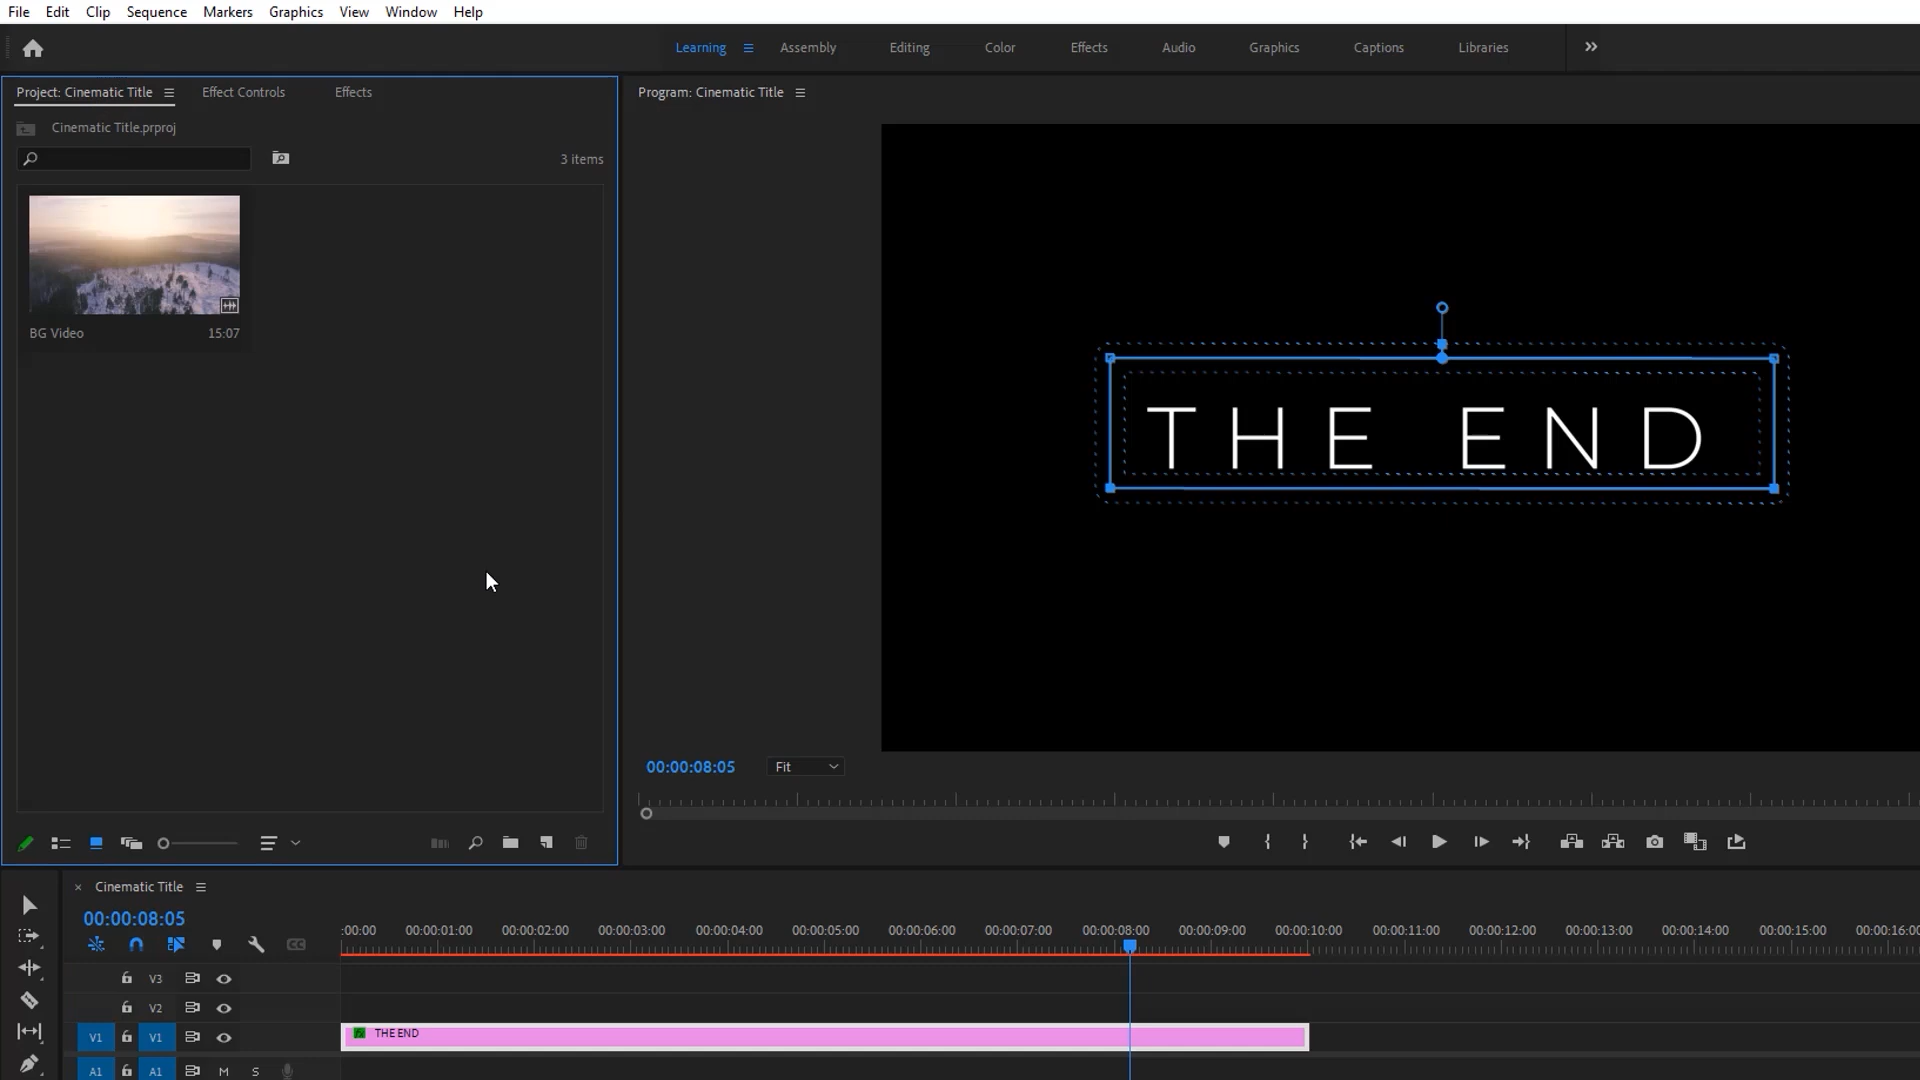 File Edit Clip Sequence Markers Graphics View Window Help
Learning Assembly Editing Color Effects Audio Graphics Captions Libraries
Project: Cinematic Title Effect Controls Effects
Program: Cinematic Title
Cinematic Title.prproj
3 items
BG Video 15:07
THE END
00:00:08:05 Fit
Cinematic Title
00:00:08:05
:00:00 00:00:01:00 00:00:02:00 00:00:03:00 00:00:04:00 00:00:05:00 00:00:06:00 00:00:07:00 00:00:08:00 00:00:09:00 00:00:10:00 00:00:11:00 00:00:12:00 00:00:13:00 00:00:14:00 00:00:15:00 00:00:16:00
CC
V3
V2
V1 V1 fx THE END
A1 A1 M S